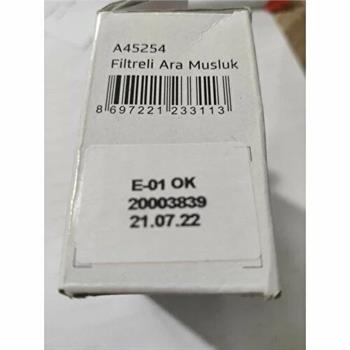 A45254
Filtreli Ara Musluk
8 697221 233113
E-01 OK
20003839
21.07.22